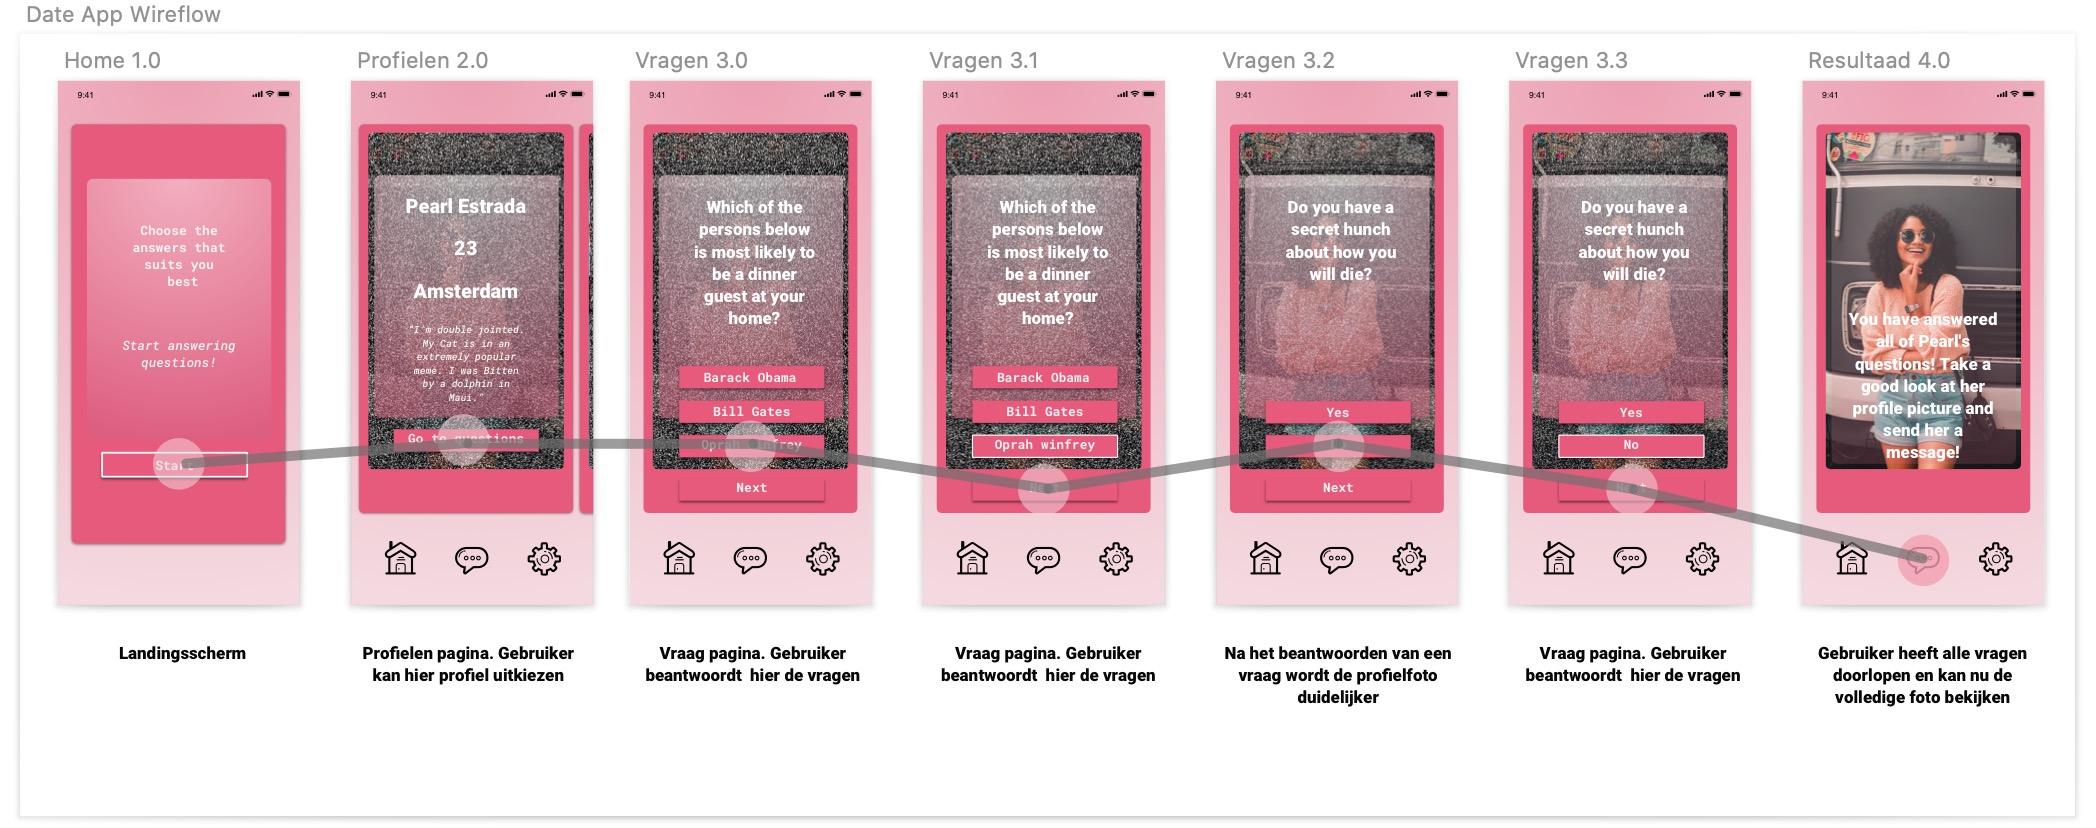 Date App Wireflow
Home 1.0
9:41
Choose the
answers that
suits you
best
Start answering
questions!
Start
Landingsscherm
Profielen 2.0
9:41
Pearl Estrada
23
Amsterdam
"I'm double jointed.
My Cat is in an
extremely popular
meme. I was Bitten
by a dolphin in
Maui."
Go to questions
Profielen pagina. Gebruiker
kan hier profiel uitkiezen
Vragen 3.0
9:41
Which of the
persons below
is most likely to
be a dinner
guest at your
home?
Barack Obama
Bill Gates
Oprah winfrey
Next
Vraag pagina. Gebruiker
beantwoordt hier de vragen
Vragen 3.1
9:41
Which of the
persons below
is most likely to
be a dinner
guest at your
home?
Barack Obama
Bill Gates
Oprah winfrey
Next
Vraag pagina. Gebruiker
beantwoordt hier de vragen
Vragen 3.2
9:41
Do you have a
secret hunch
about how you
will die?
Yes
Next
Na het beantwoorden van een
vraag wordt de profielfoto
duidelijker
Vragen 3.3
9:41
Do you have a
secret hunch
about how you
will die?
Yes
No
Next
Vraag pagina. Gebruiker
beantwoordt hier de vragen
Resultaad 4.0
9:41
You have answered
all of Pearl's
questions! Take a
good look at her
profile picture and
send her a
message!
Gebruiker heeft alle vragen
doorlopen en kan nu de
volledige foto bekijken